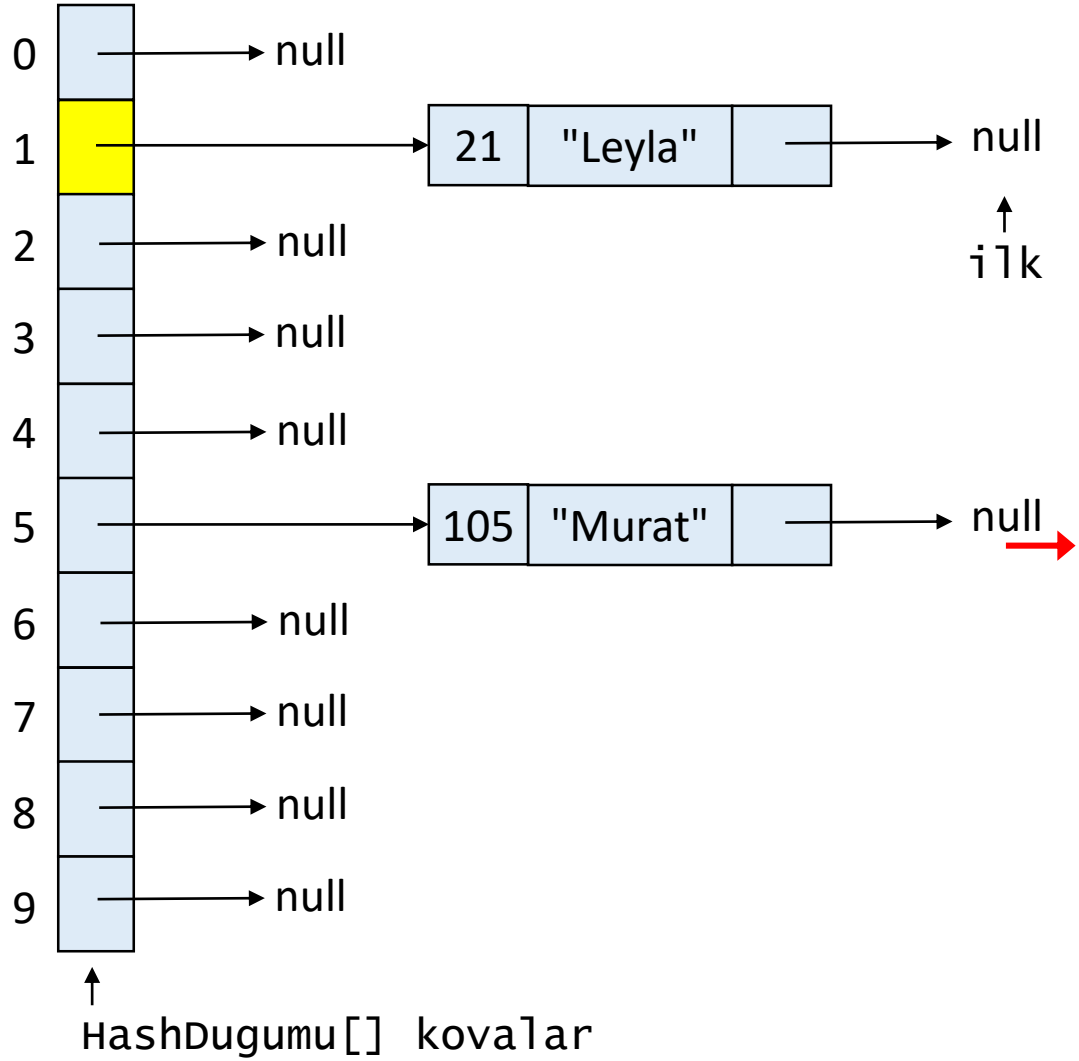 0 null
1 21 "Leyla" null
2 null
ilk
3 null
4 null
5 105 "Murat" null
6 null
7 null
8 null
9 null
HashDugumu[] kovalar